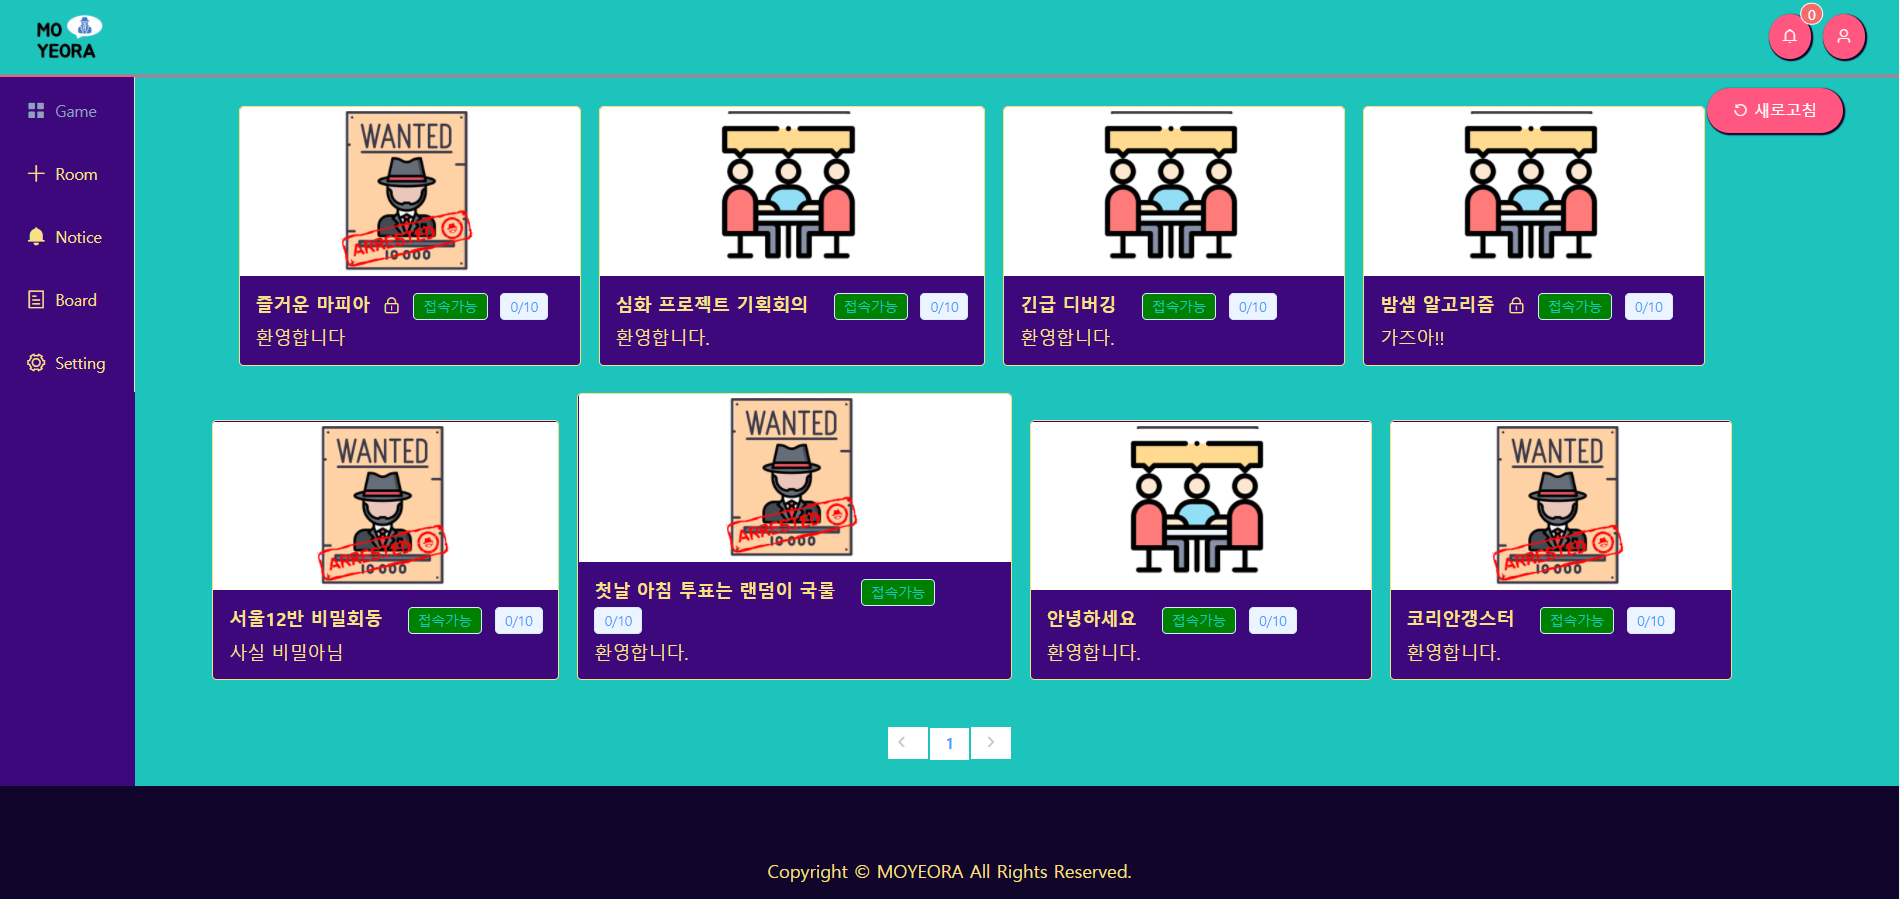 MO
YEORA
0
Game
Room
Notice
Board
Setting
새로고침
WANTED
ARRESTED
10 000
즐거운 마피아 접속가능 0/10
환영합니다
심화 프로젝트 기획회의 접속가능 0/10
환영합니다.
긴급 디버깅 접속가능 0/10
환영합니다.
밤샘 알고리즘 접속가능 0/10
가즈아!!
WANTED
ARRESTED
10 000
서울12반 비밀회동 접속가능 0/10
사실 비밀아님
WANTED
ARRESTED
10 000
첫날 아침 투표는 랜덤이 국룰 접속가능
0/10
환영합니다.
안녕하세요 접속가능 0/10
환영합니다.
WANTED
ARRESTED
10 000
코리안갱스터 접속가능 0/10
환영합니다.
1
Copyright © MOYEORA All Rights Reserved.